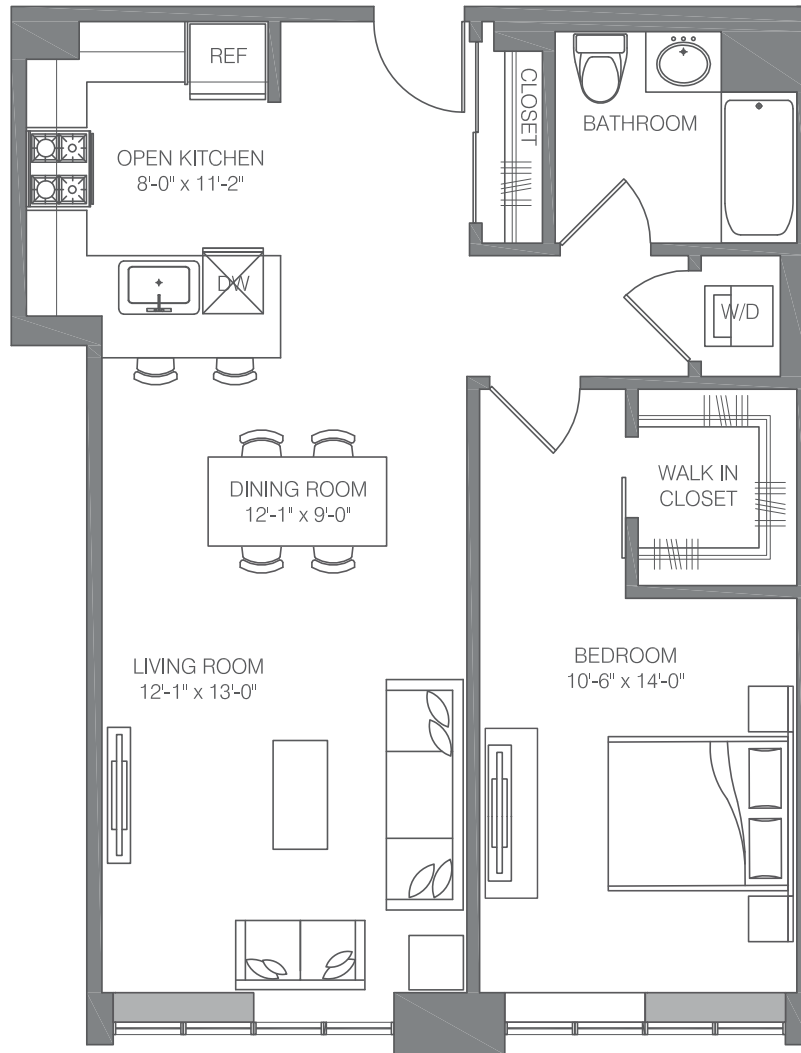 REF
CLOSET
BATHROOM
OPEN KITCHEN
8'-0" x 11'-2"
DW
W/D
DINING ROOM
12'-1" x 9'-0"
WALK IN
CLOSET
LIVING ROOM
12'-1" x 13'-0"
BEDROOM
10'-6" x 14'-0"